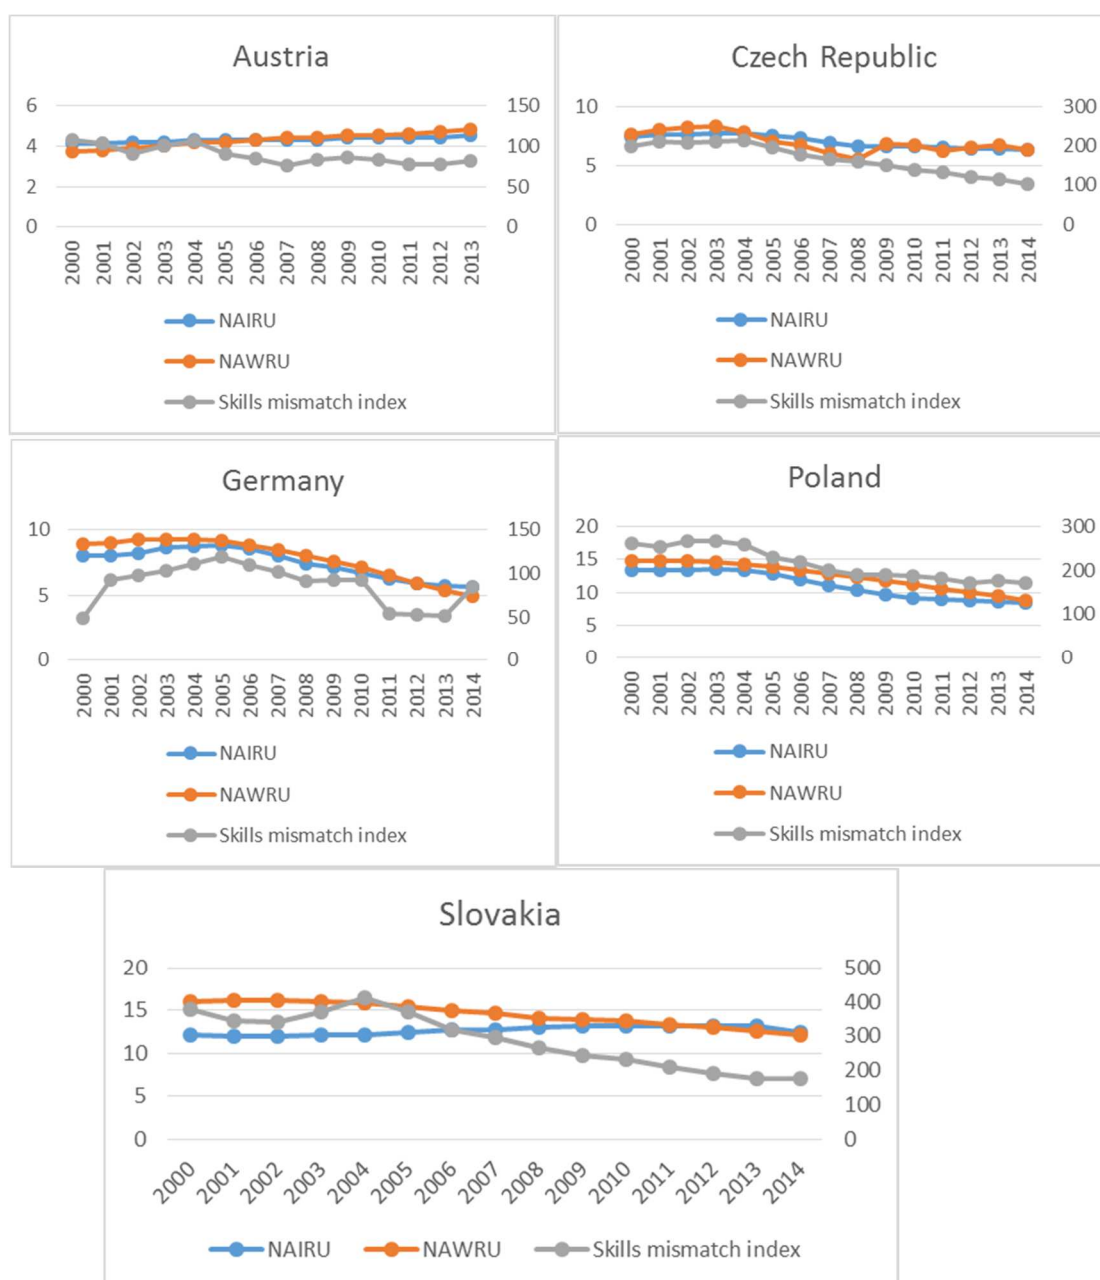 Austria
6 150
4 100
2 50
0 0
2000 2001 2002 2003 2004 2005 2006 2007 2008 2009 2010 2011 2012 2013
NAIRU
NAWRU
Skills mismatch index
Czech Republic
10 300
200
5
100
0 0
2000 2001 2002 2003 2004 2005 2006 2007 2008 2009 2010 2011 2012 2013 2014
NAIRU
NAWRU
Skills mismatch index
Germany
10 150
100
5
50
0 0
2000 2001 2002 2003 2004 2005 2006 2007 2008 2009 2010 2011 2012 2013 2014
NAIRU
NAWRU
Skills mismatch index
Poland
20 300
15
200
10
100
5
0 0
2000 2001 2002 2003 2004 2005 2006 2007 2008 2009 2010 2011 2012 2013 2014
NAIRU
NAWRU
Skills mismatch index
Slovakia
20 500
400
15
300
10
200
5
100
0 0
2000 2001 2002 2003 2004 2005 2006 2007 2008 2009 2010 2011 2012 2013 2014
NAIRU NAWRU Skills mismatch index